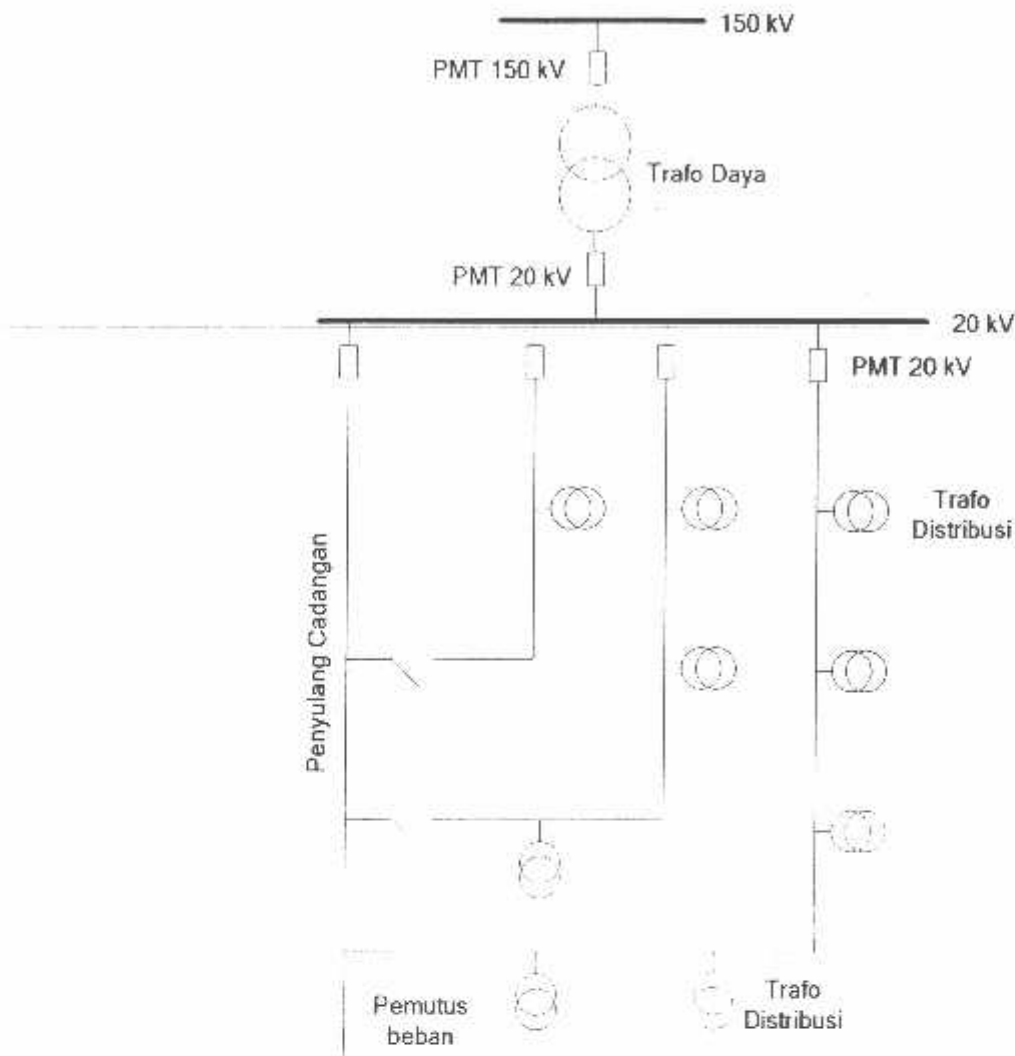 150 kV
PMT 150 kV
Trafo Daya
PMT 20 kV
20 kV
PMT 20 kV
Trafo
Distribusi
Penyulang Cadangan
Pemutus
beban
Trafo
Distribusi